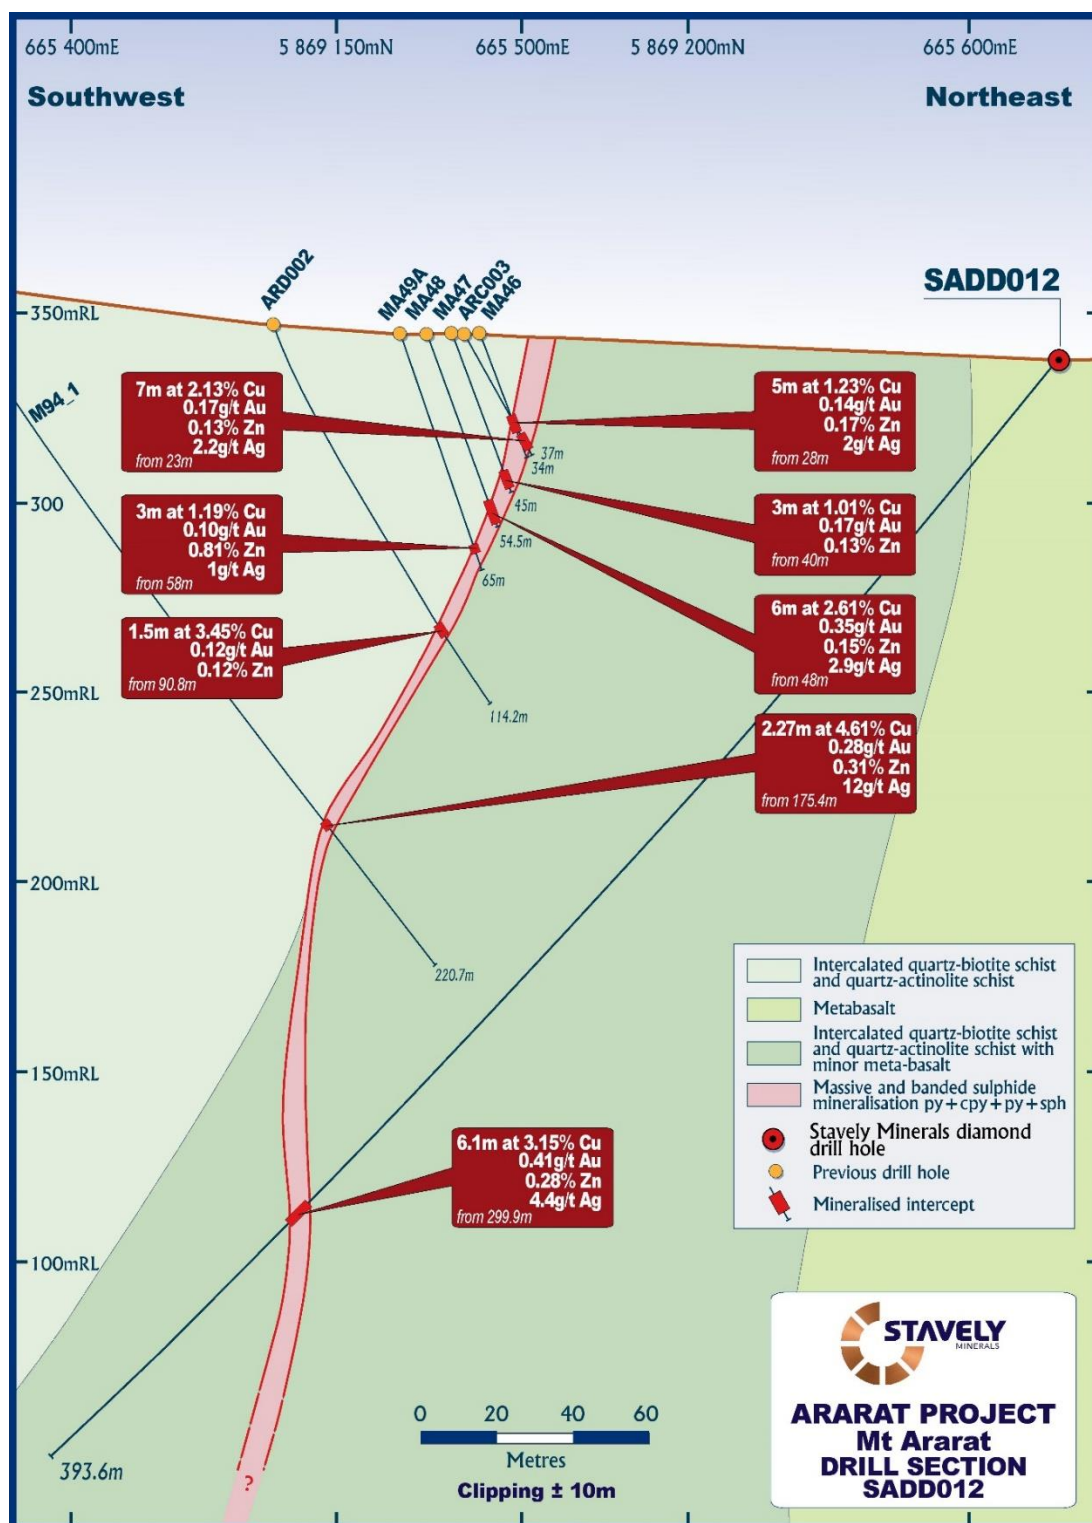 665 400mE
5 869 150mN
665 500mE
5 869 200mN
665 600mE
Southwest
Northeast
ARD002
MA49A
MA48
MA47
ARC003
MA46
SADD012
350mRL
M94_1
7m at 2.13% Cu
0.17g/t Au
0.13% Zn
2.2g/t Ag
from 23m
5m at 1.23% Cu
0.14g/t Au
0.17% Zn
2g/t Ag
from 28m
37m
34m
300
45m
54.5m
65m
3m at 1.19% Cu
0.10g/t Au
0.81% Zn
1g/t Ag
from 58m
3m at 1.01% Cu
0.17g/t Au
0.13% Zn
from 40m
1.5m at 3.45% Cu
0.12g/t Au
0.12% Zn
from 90.8m
6m at 2.61% Cu
0.35g/t Au
0.15% Zn
2.9g/t Ag
from 48m
250mRL
114.2m
2.27m at 4.61% Cu
0.28g/t Au
0.31% Zn
12g/t Ag
from 175.4m
200mRL
220.7m
Intercalated quartz-biotite schist
and quartz-actinolite schist
Metabasalt
Intercalated quartz-biotite schist
and quartz-actinolite schist with
minor meta-basalt
Massive and banded sulphide
mineralisation py+cpy+py+sph
Stavely Minerals diamond
drill hole
Previous drill hole
Mineralised intercept
150mRL
6.1m at 3.15% Cu
0.41g/t Au
0.28% Zn
4.4g/t Ag
from 299.9m
100mRL
393.6m
?
0 20 40 60
Metres
Clipping ± 10m
STAVELY
MINERALS
ARARAT PROJECT
Mt Ararat
DRILL SECTION
SADD012